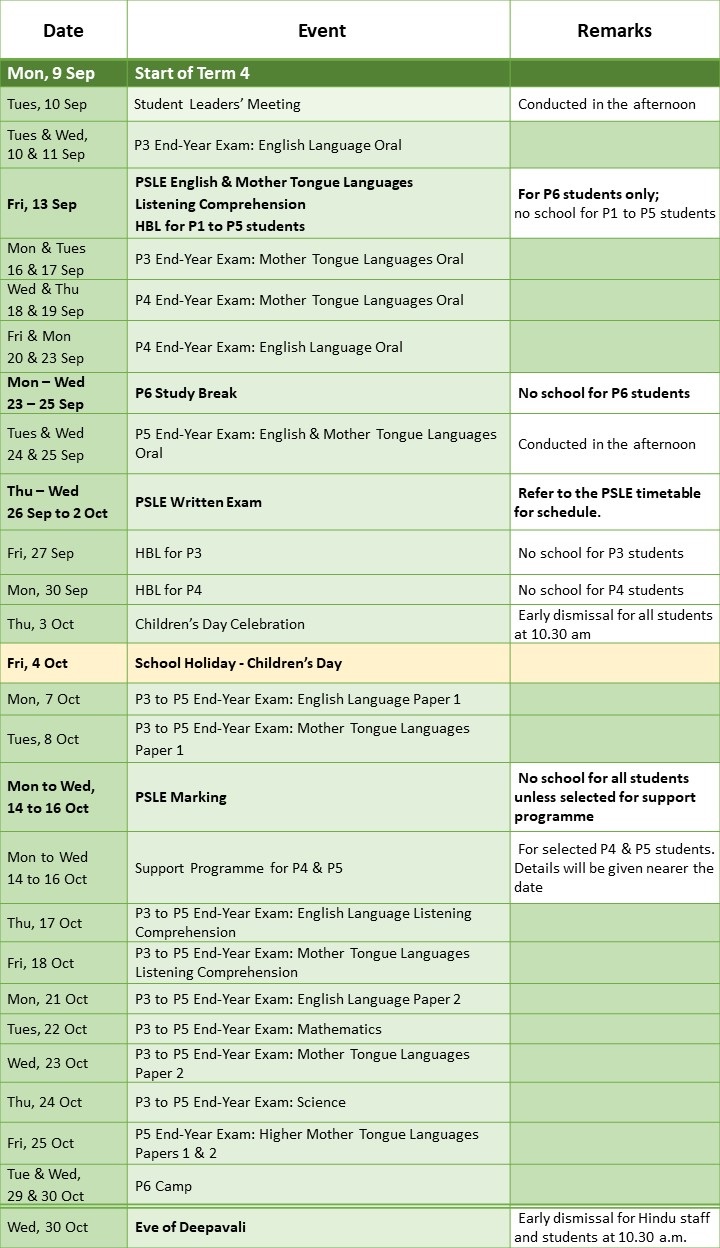 Date Event Remarks
Mon, 9 Sep Start of Term 4
Tues, 10 Sep Student Leaders' Meeting Conducted in the afternoon
Tues & Wed,
10 & 11 Sep
P3 End-Year Exam: English Language Oral
Fri, 13 Sep
PSLE English & Mother Tongue Languages
Listening Comprehension
HBL for P1 to P5 students
For P6 students only;
no school for P1 to P5 students
Mon & Tues
16 & 17 Sep
P3 End-Year Exam: Mother Tongue Languages Oral
Wed & Thu
18 & 19 Sep
P4 End-Year Exam: Mother Tongue Languages Oral
Fri & Mon
20 & 23 Sep
P4 End-Year Exam: English Language Oral
Mon – Wed
23 – 25 Sep
P6 Study Break
No school for P6 students
Tues & Wed
24 & 25 Sep
P5 End-Year Exam: English & Mother Tongue Languages
Oral
Conducted in the afternoon
Thu – Wed
26 Sep to 2 Oct
PSLE Written Exam
Refer to the PSLE timetable
for schedule.
Fri, 27 Sep HBL for P3 No school for P3 students
Mon, 30 Sep HBL for P4 No school for P4 students
Thu, 3 Oct
Children's Day Celebration
Early dismissal for all students
at 10.30 am
Fri, 4 Oct School Holiday - Children's Day
Mon, 7 Oct P3 to P5 End-Year Exam: English Language Paper 1
Tues, 8 Oct
P3 to P5 End-Year Exam: Mother Tongue Languages
Paper 1
Mon to Wed,
14 to 16 Oct
PSLE Marking
No school for all students
unless selected for support
programme
Mon to Wed
14 to 16 Oct
Support Programme for P4 & P5
For selected P4 & P5 students.
Details will be given nearer the
date
Thu, 17 Oct
P3 to P5 End-Year Exam: English Language Listening
Comprehension
Fri, 18 Oct
P3 to P5 End-Year Exam: Mother Tongue Languages
Listening Comprehension
Mon, 21 Oct P3 to P5 End-Year Exam: English Language Paper 2
Tues, 22 Oct P3 to P5 End-Year Exam: Mathematics
Wed, 23 Oct
P3 to P5 End-Year Exam: Mother Tongue Languages
Paper 2
Thu, 24 Oct P3 to P5 End-Year Exam: Science
Fri, 25 Oct
P5 End-Year Exam: Higher Mother Tongue Languages
Papers 1 & 2
Tue & Wed,
29 & 30 Oct
P6 Camp
Wed, 30 Oct
Eve of Deepavali
Early dismissal for Hindu staff
and students at 10.30 a.m.